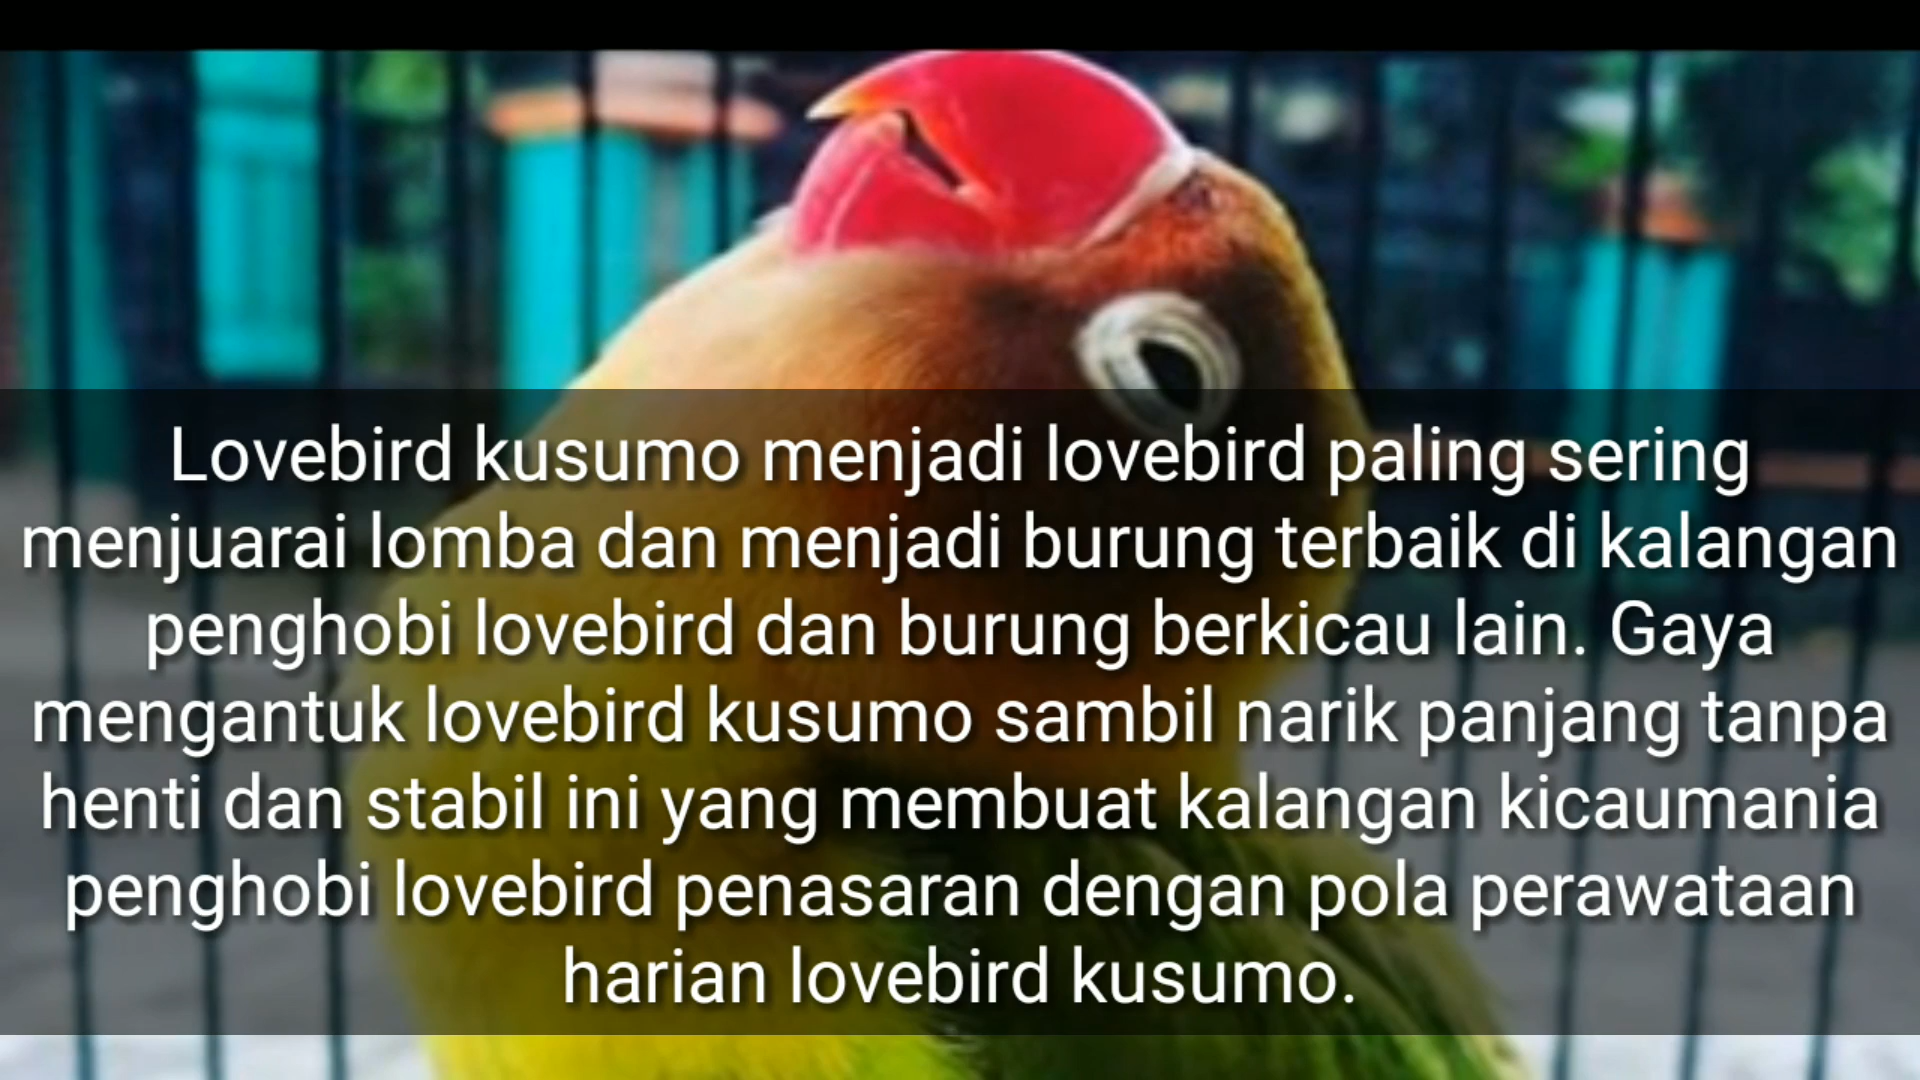 Lovebird kusumo menjadi lovebird paling sering
menjuarai lomba dan menjadi burung terbaik di kalangan
penghobi lovebird dan burung berkicau lain. Gaya
mengantuk lovebird kusumo sambil narik panjang tanpa
henti dan stabil ini yang membuat kalangan kicaumania
penghobi lovebird penasaran dengan pola perawataan
harian lovebird kusumo.